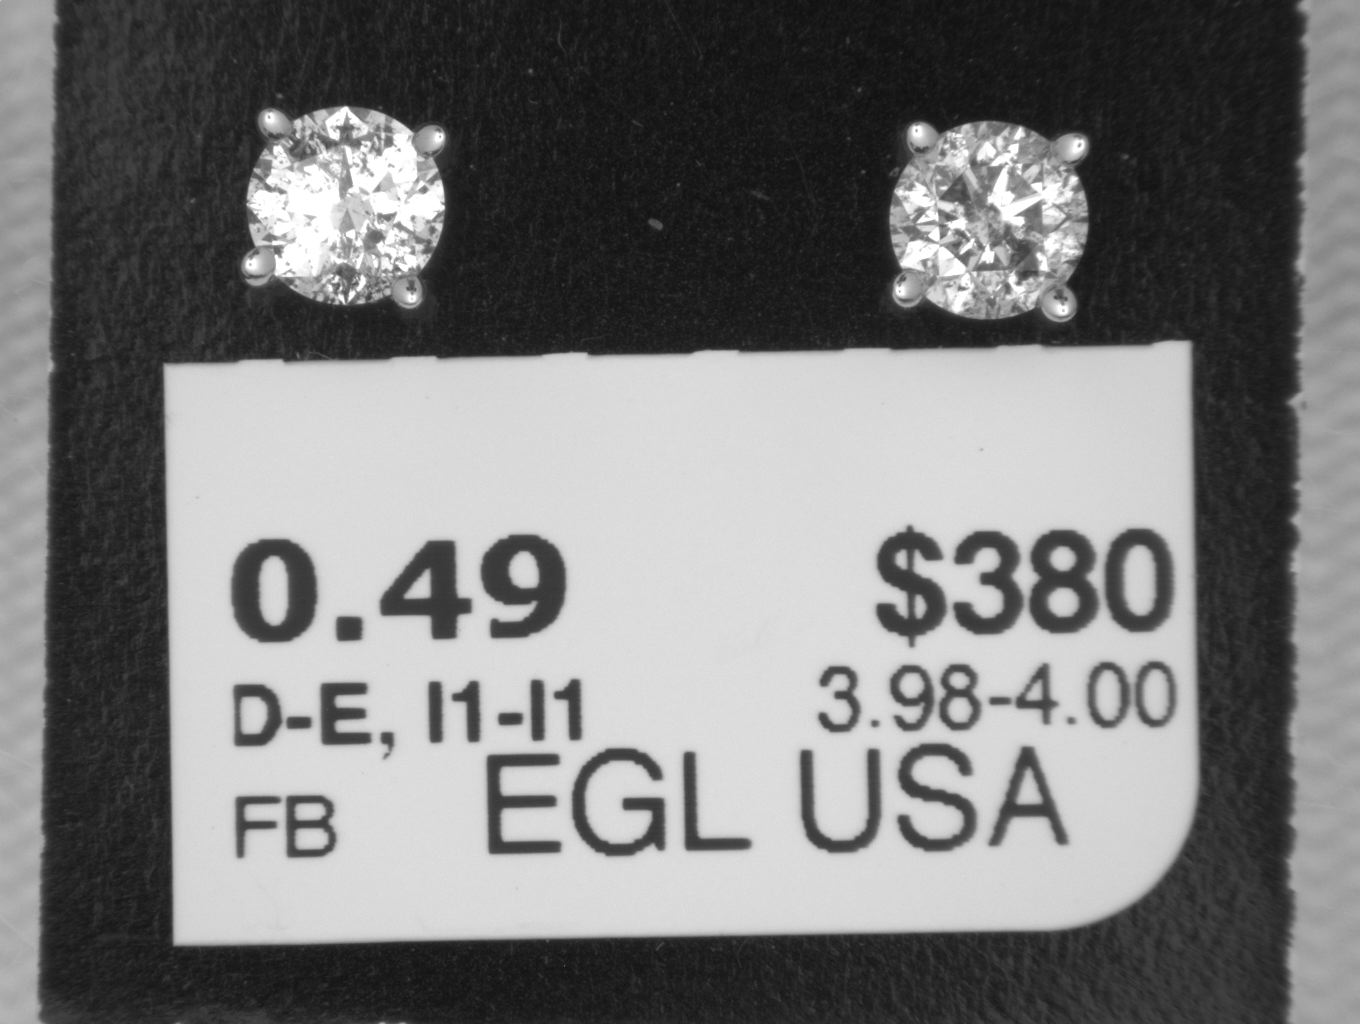 0.49 $380
D-E, I1-I1 3.98-4.00
FB EGL USA